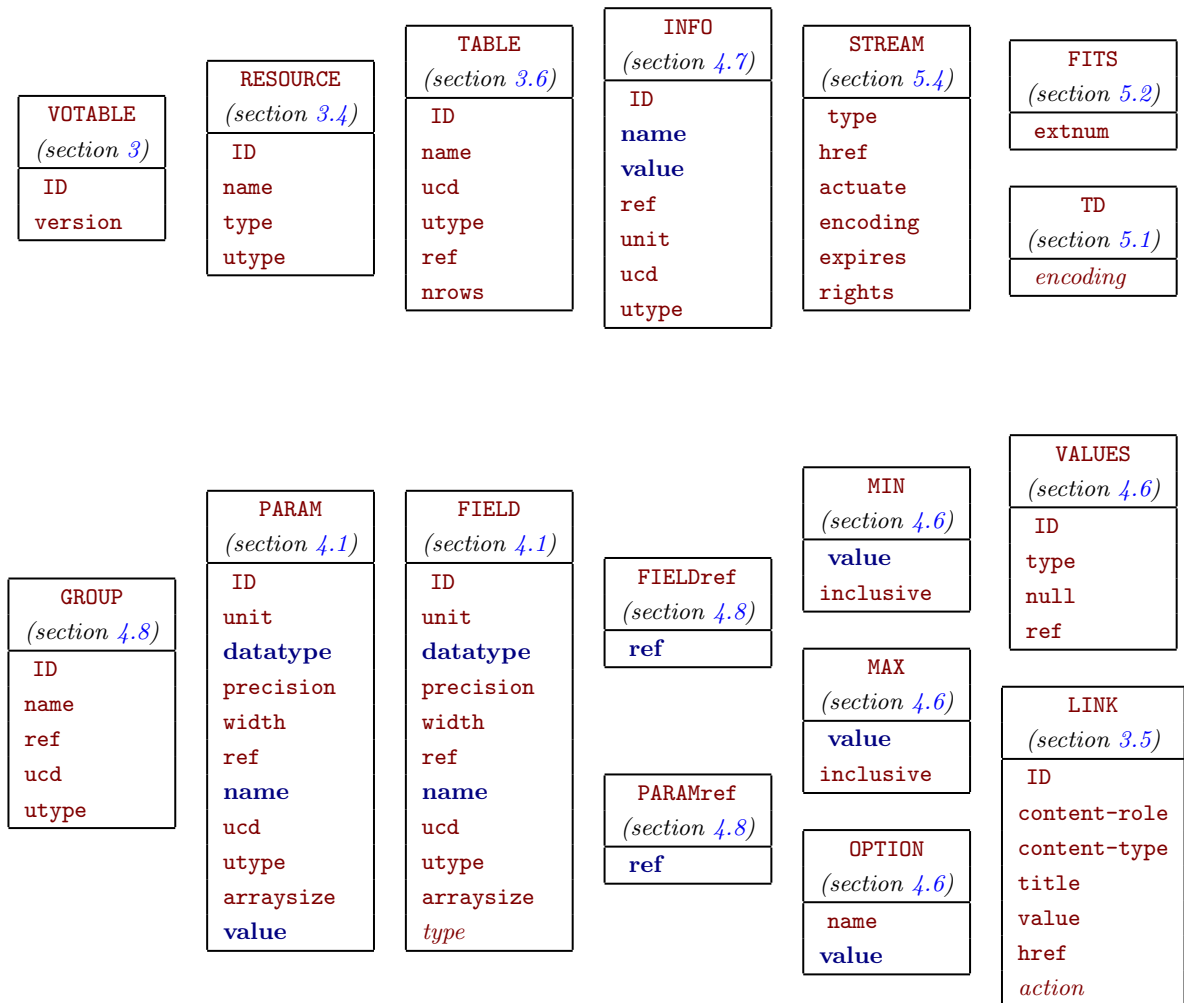 VOTABLE
(section 3)
ID
version
RESOURCE
(section 3.4)
ID
name
type
utype
TABLE
(section 3.6)
ID
name
ucd
utype
ref
nrows
INFO
(section 4.7)
ID
name
value
ref
unit
ucd
utype
STREAM
(section 5.4)
type
href
actuate
encoding
expires
rights
FITS
(section 5.2)
extnum
TD
(section 5.1)
encoding
GROUP
(section 4.8)
ID
name
ref
ucd
utype
PARAM
(section 4.1)
ID
unit
datatype
precision
width
ref
name
ucd
utype
arraysize
value
FIELD
(section 4.1)
ID
unit
datatype
precision
width
ref
name
ucd
utype
arraysize
type
FIELDref
(section 4.8)
ref
PARAMref
(section 4.8)
ref
MIN
(section 4.6)
value
inclusive
MAX
(section 4.6)
value
inclusive
OPTION
(section 4.6)
name
value
VALUES
(section 4.6)
ID
type
null
ref
LINK
(section 3.5)
ID
content-role
content-type
title
value
href
action